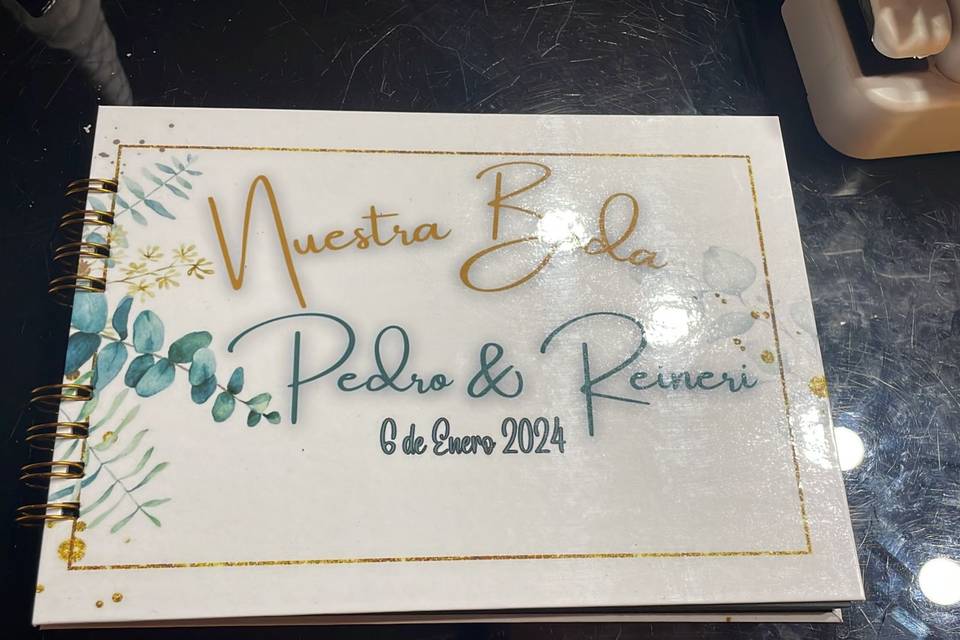 Nuestra Boda
Pedro & Reineri
6 de Enero 2024